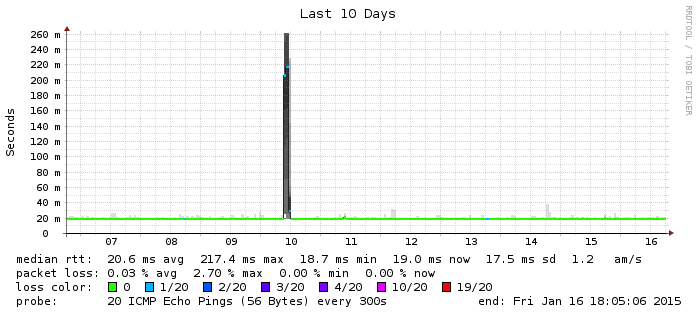 Last 10 Days
RRDTOOL / TOBI OETIKER
Seconds
260 m
240 m
220 m
200 m
180 m
160 m
140 m
120 m
100 m
80 m
60 m
40 m
20 m
0
07 08 09 10 11 12 13 14 15 16
median rtt: 20.6 ms avg 217.4 ms max 18.7 ms min 19.0 ms now 17.5 ms sd 1.2 am/s
packet loss: 0.03 % avg 2.70 % max 0.00 % min 0.00 % now
loss color: 0 1/20 2/20 3/20 4/20 10/20 19/20
probe: 20 ICMP Echo Pings (56 Bytes) every 300s end: Fri Jan 16 18:05:06 2015